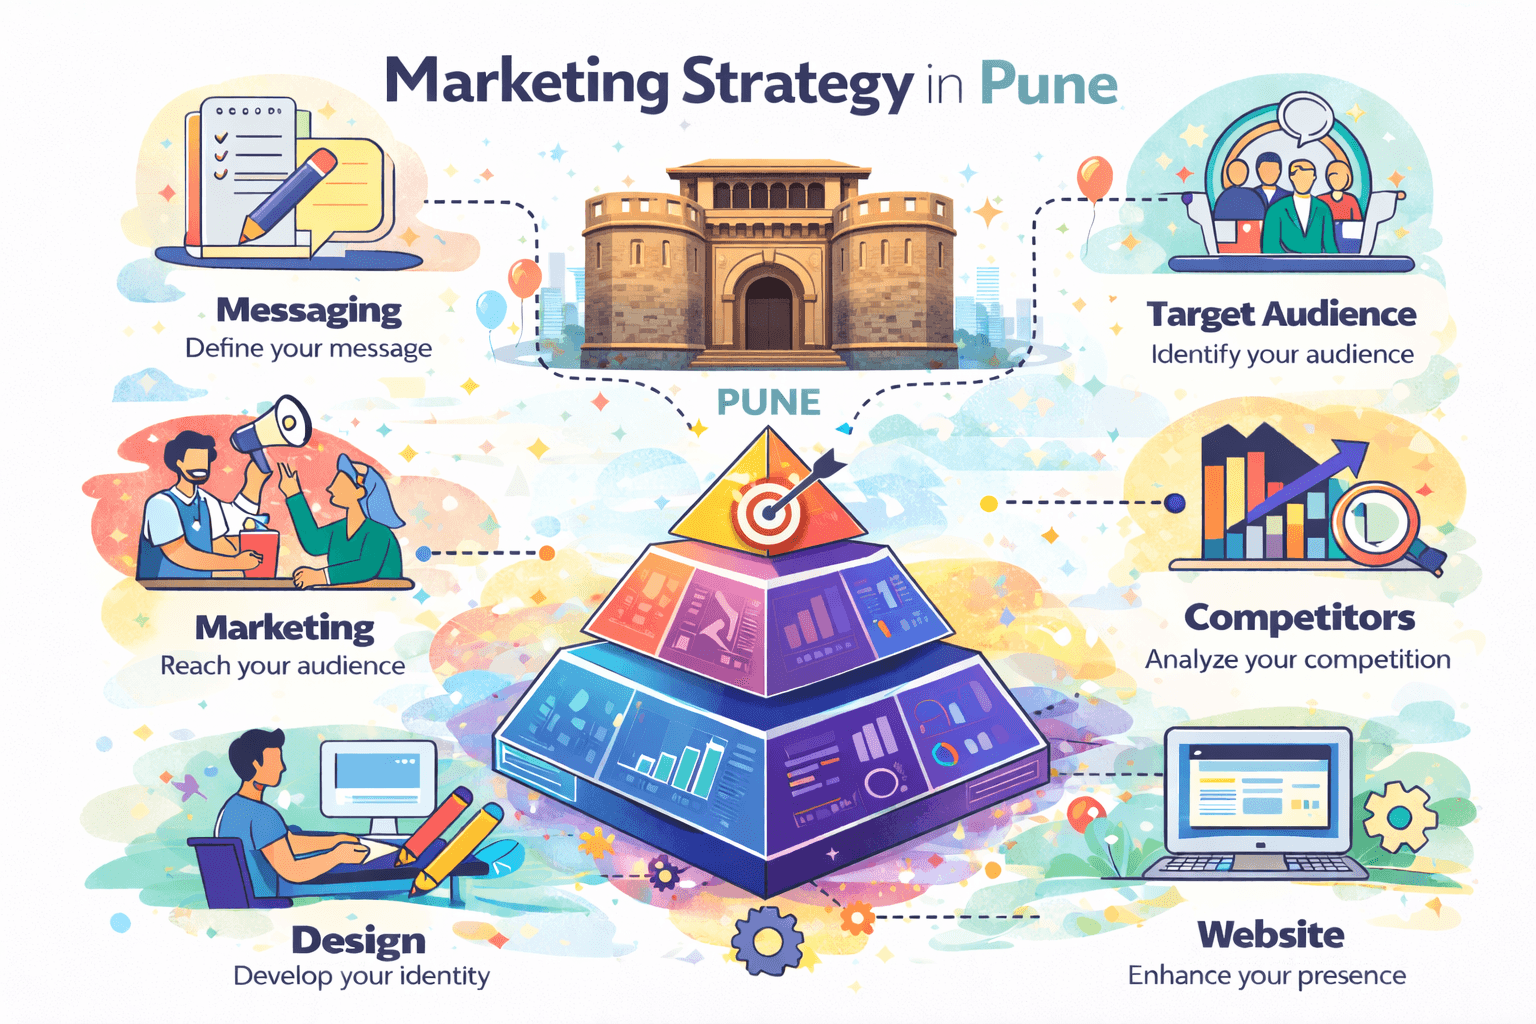 Marketing Strategy in Pune
Messaging
Define your message
Target Audience
Identify your audience
PUNE
Marketing
Reach your audience
Competitors
Analyze your competition
Design
Develop your identity
Website
Enhance your presence